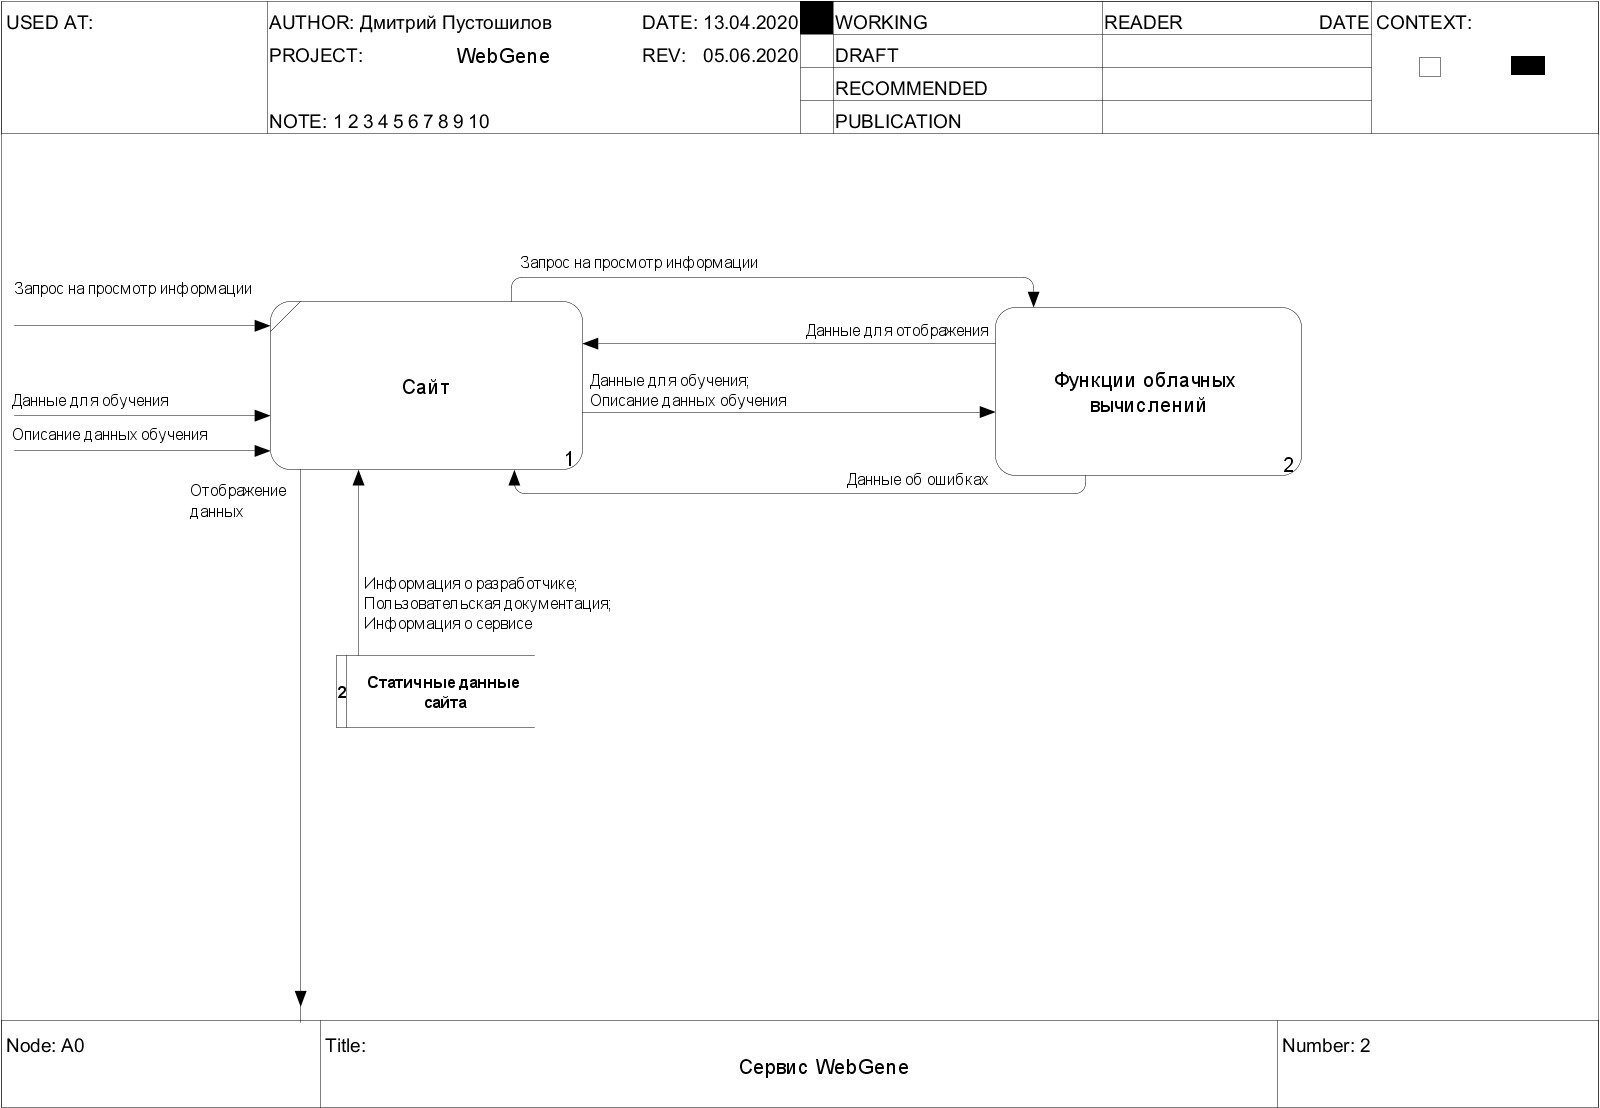 USED AT:
AUTHOR: Дмитрий Пустошилов
DATE: 13.04.2020
WORKING
READER
DATE
CONTEXT:
PROJECT:
WebGene
REV: 05.06.2020
DRAFT
RECOMMENDED
NOTE: 1 2 3 4 5 6 7 8 9 10
PUBLICATION
Запрос на просмотр информации
Запрос на просмотр информации
Данные для отображения
Сайт
Функции облачных
вычислений
Данные для обучения;
Описание данных обучения
Данные для обучения
Описание данных обучения
1
2
Данные об ошибках
Отображение
данных
Информация о разработчике;
Пользовательская документация;
Информация о сервисе
2
Статичные данные
сайта
Node: A0
Title:
Сервис WebGene
Number: 2